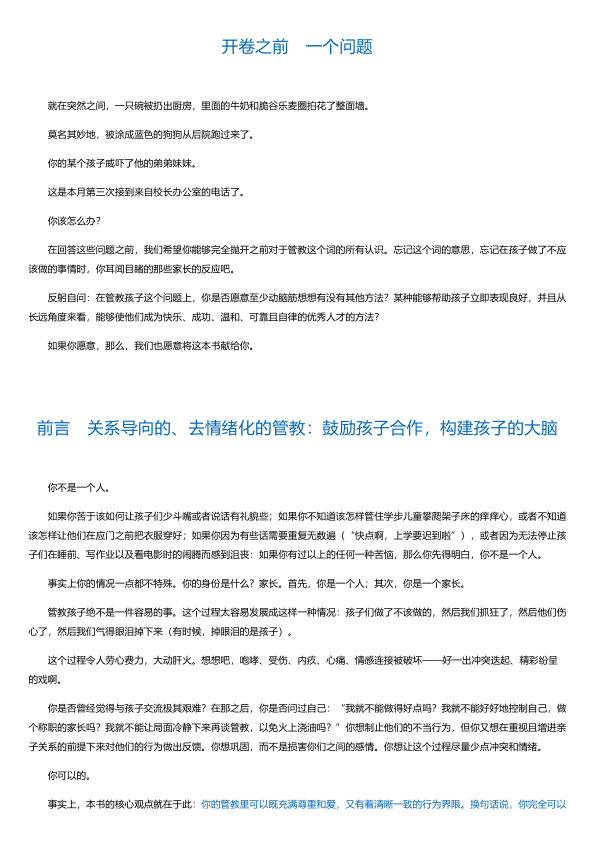 开卷之前　一个问题
就在突然之间，一只碗被扔出厨房，里面的牛奶和脆谷乐麦圈拍花了整面墙。
莫名其妙地，被涂成蓝色的狗狗从后院跑过来了。
你的某个孩子威吓了他的弟弟妹妹。
这是本月第三次接到来自校长办公室的电话了。
你该怎么办？
在回答这些问题之前，我们希望你能够完全抛开之前对于管教这个词的所有认识。忘记这个词的意思，忘记在孩子做了不应
该做的事情时，你耳闻目睹的那些家长的反应吧。
反躬自问：在管教孩子这个问题上，你是否愿意至少动脑筋想想有没有其他方法？某种能够帮助孩子立即表现良好，并且从
长远角度来看，能够使他们成为快乐、成功、温和、可靠且自律的优秀人才的方法？
如果你愿意，那么，我们也愿意将这本书献给你。
前言　关系导向的、去情绪化的管教：鼓励孩子合作，构建孩子的大脑
你不是一个人。
如果你苦于该如何让孩子们少斗嘴或者说话有礼貌些；如果你不知道该怎样管住学步儿童攀爬架子床的痒痒心，或者不知道
该怎样让他们在应门之前把衣服穿好；如果你因为有些话需要重复无数遍（“快点啊，上学要迟到啦”），或者因为无法停止孩
子们在睡前、写作业以及看电影时的闹腾而感到沮丧：如果你有过以上的任何一种苦恼，那么你先得明白，你不是一个人。
事实上你的情况一点都不特殊。你的身份是什么？家长。首先，你是一个人；其次，你是一个家长。
管教孩子绝不是一件容易的事。这个过程太容易发展成这样一种情况：孩子们做了不该做的，然后我们抓狂了，然后他们伤
心了，然后我们气得眼泪掉下来（有时候，掉眼泪的是孩子）。
这个过程令人劳心费力，大动肝火。想想吧，咆哮、受伤、内疚、心痛、情感连接被破坏——好一出冲突迭起、精彩纷呈
的戏啊。
你是否曾经觉得与孩子交流极其艰难？在那之后，你是否问过自己：“我就不能做得好点吗？我就不能好好地控制自己，做
个称职的家长吗？我就不能让局面冷静下来再谈管教，以免火上浇油吗？”你想制止他们的不当行为，但你又想在重视且增进亲
子关系的前提下来对他们的行为做出反馈。你想巩固，而不是损害你们之间的感情。你想让这个过程尽量少点冲突和情绪。
你可以的。
事实上，本书的核心观点就在于此：你的管教里可以既充满尊重和爱，又有着清晰一致的行为界限。换句话说，你完全可以